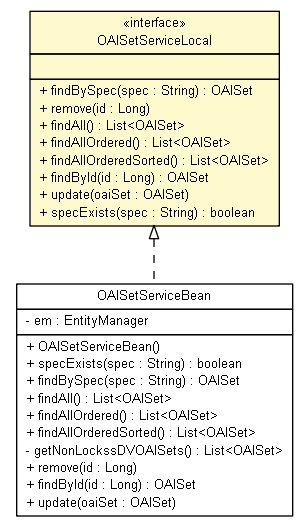 «interface»
OAISetServiceLocal
+ findBySpec(spec : String) : OAISet
+ remove(id : Long)
+ findAll() : List<OAISet>
+ findAllOrdered() : List<OAISet>
+ findAllOrderedSorted() : List<OAISet>
+ findById(id : Long) : OAISet
+ update(oaiSet : OAISet)
+ specExists(spec : String) : boolean
OAISetServiceBean
- em : EntityManager
+ OAISetServiceBean()
+ specExists(spec : String) : boolean
+ findBySpec(spec : String) : OAISet
+ findAll() : List<OAISet>
+ findAllOrdered() : List<OAISet>
+ findAllOrderedSorted() : List<OAISet>
- getNonLockssDVOAISets() : List<OAISet>
+ remove(id : Long)
+ findById(id : Long) : OAISet
+ update(oaiSet : OAISet)